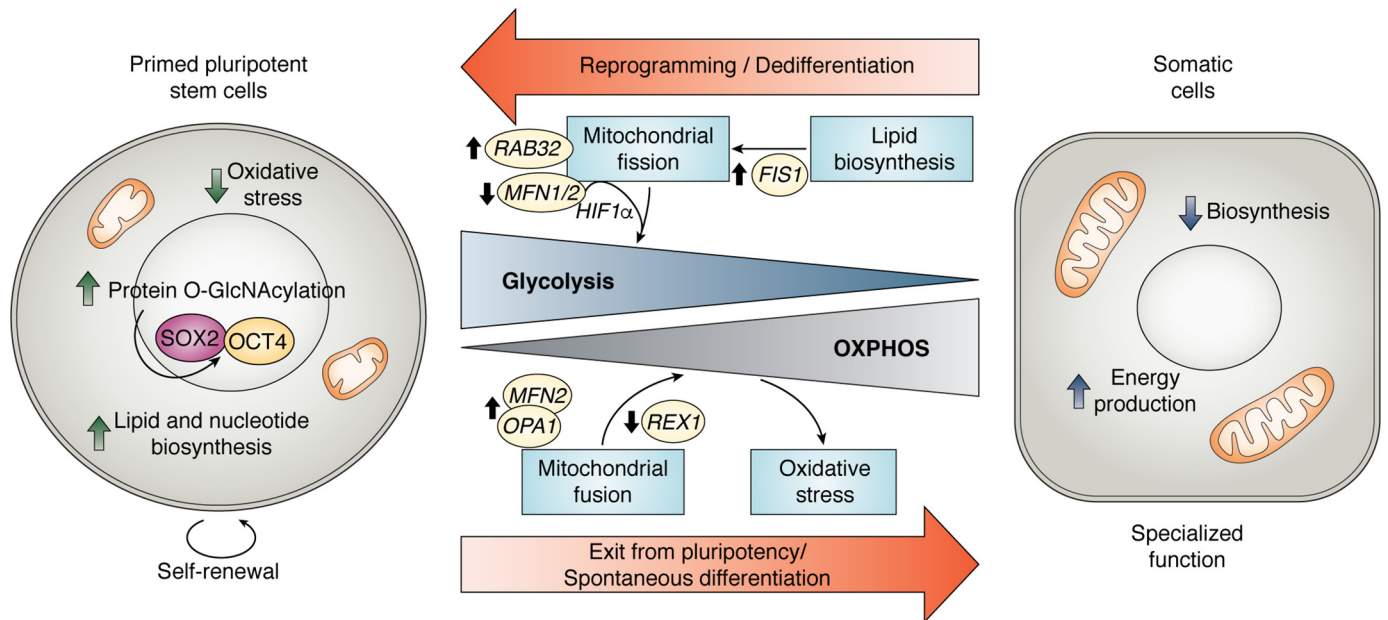 Primed pluripotent
stem cells
Oxidative
stress
Protein O-GlcNAcylation
SOX2
OCT4
Lipid and nucleotide
biosynthesis
Self-renewal
Reprogramming / Dedifferentiation
RAB32
MFN1/2
Mitochondrial
fission
HIF1α
FIS1
Lipid
biosynthesis
Glycolysis
OXPHOS
MFN2
OPA1
REX1
Mitochondrial
fusion
Oxidative
stress
Exit from pluripotency/
Spontaneous differentiation
Somatic
cells
Biosynthesis
Energy
production
Specialized
function